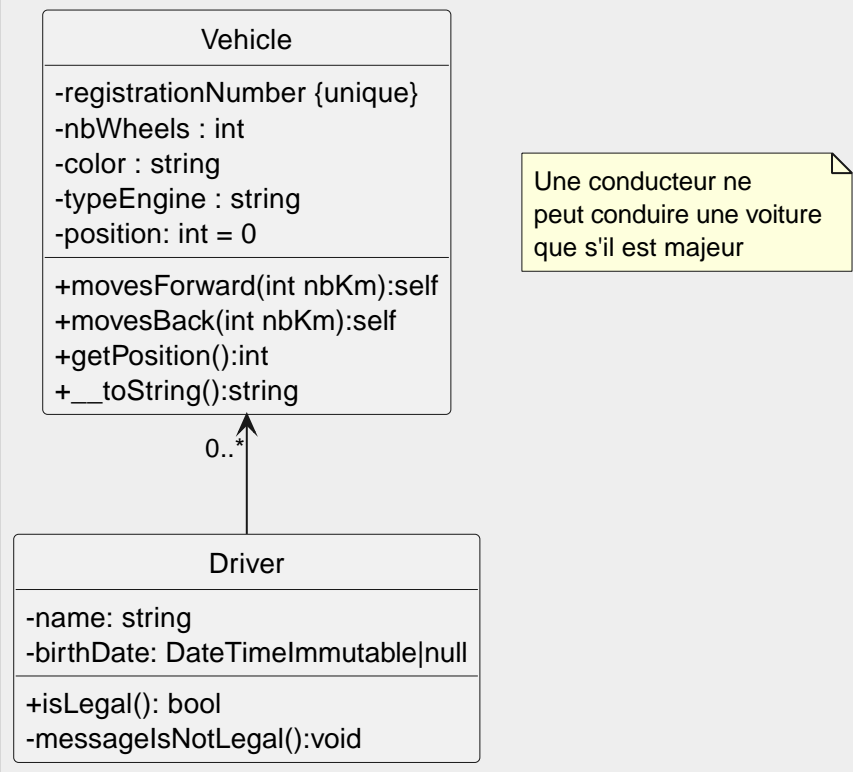 Vehicle
-registrationNumber {unique}
-nbWheels : int
-color : string
-typeEngine : string
-position: int = 0
+movesForward(int nbKm):self
+movesBack(int nbKm):self
+getPosition():int
+__toString():string
Une conducteur ne
peut conduire une voiture
que s'il est majeur
0..*
Driver
-name: string
-birthDate: DateTimeImmutable|null
+isLegal(): bool
-messageIsNotLegal():void